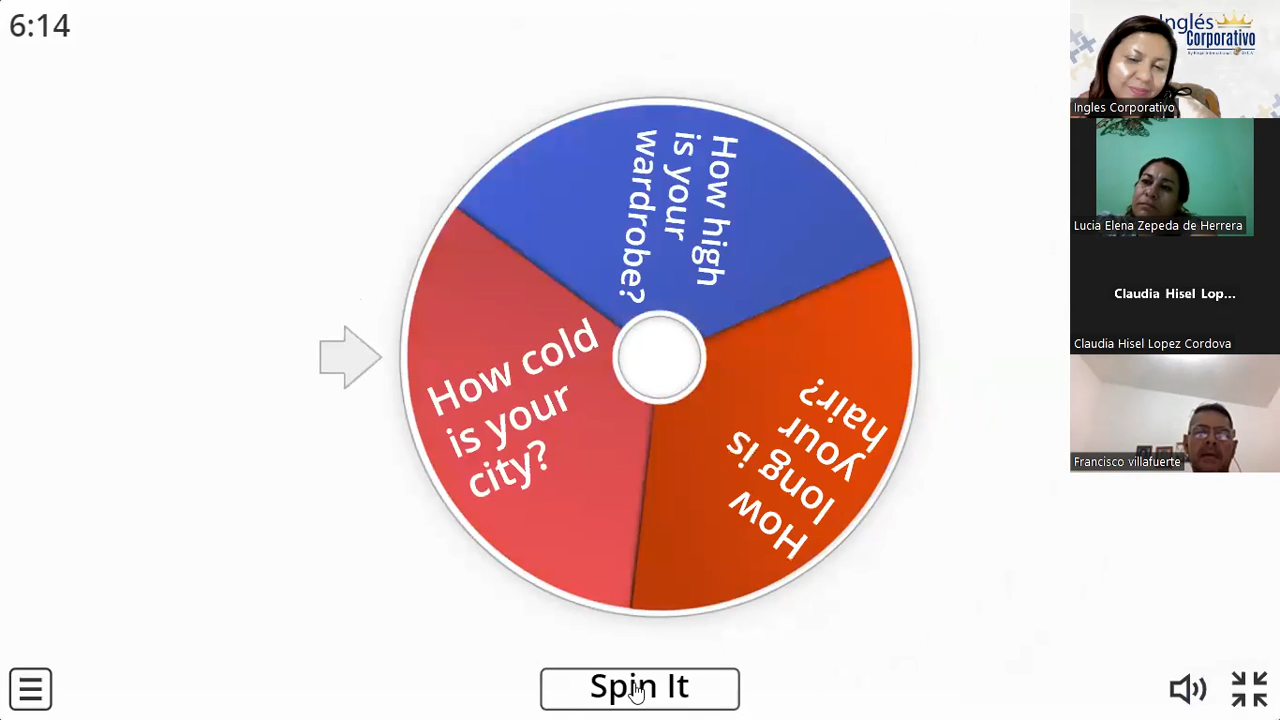 6:14
How high
is your
wardrobe?
How cold
is your
city?
How
long is
your
hair?
Spin It
Inglés
Corporativo
Ingles Corporativo
Lucia Elena Zepeda de Herrera
Claudia Hisel Lop...
Claudia Hisel Lopez Cordova
Francisco villafuerte